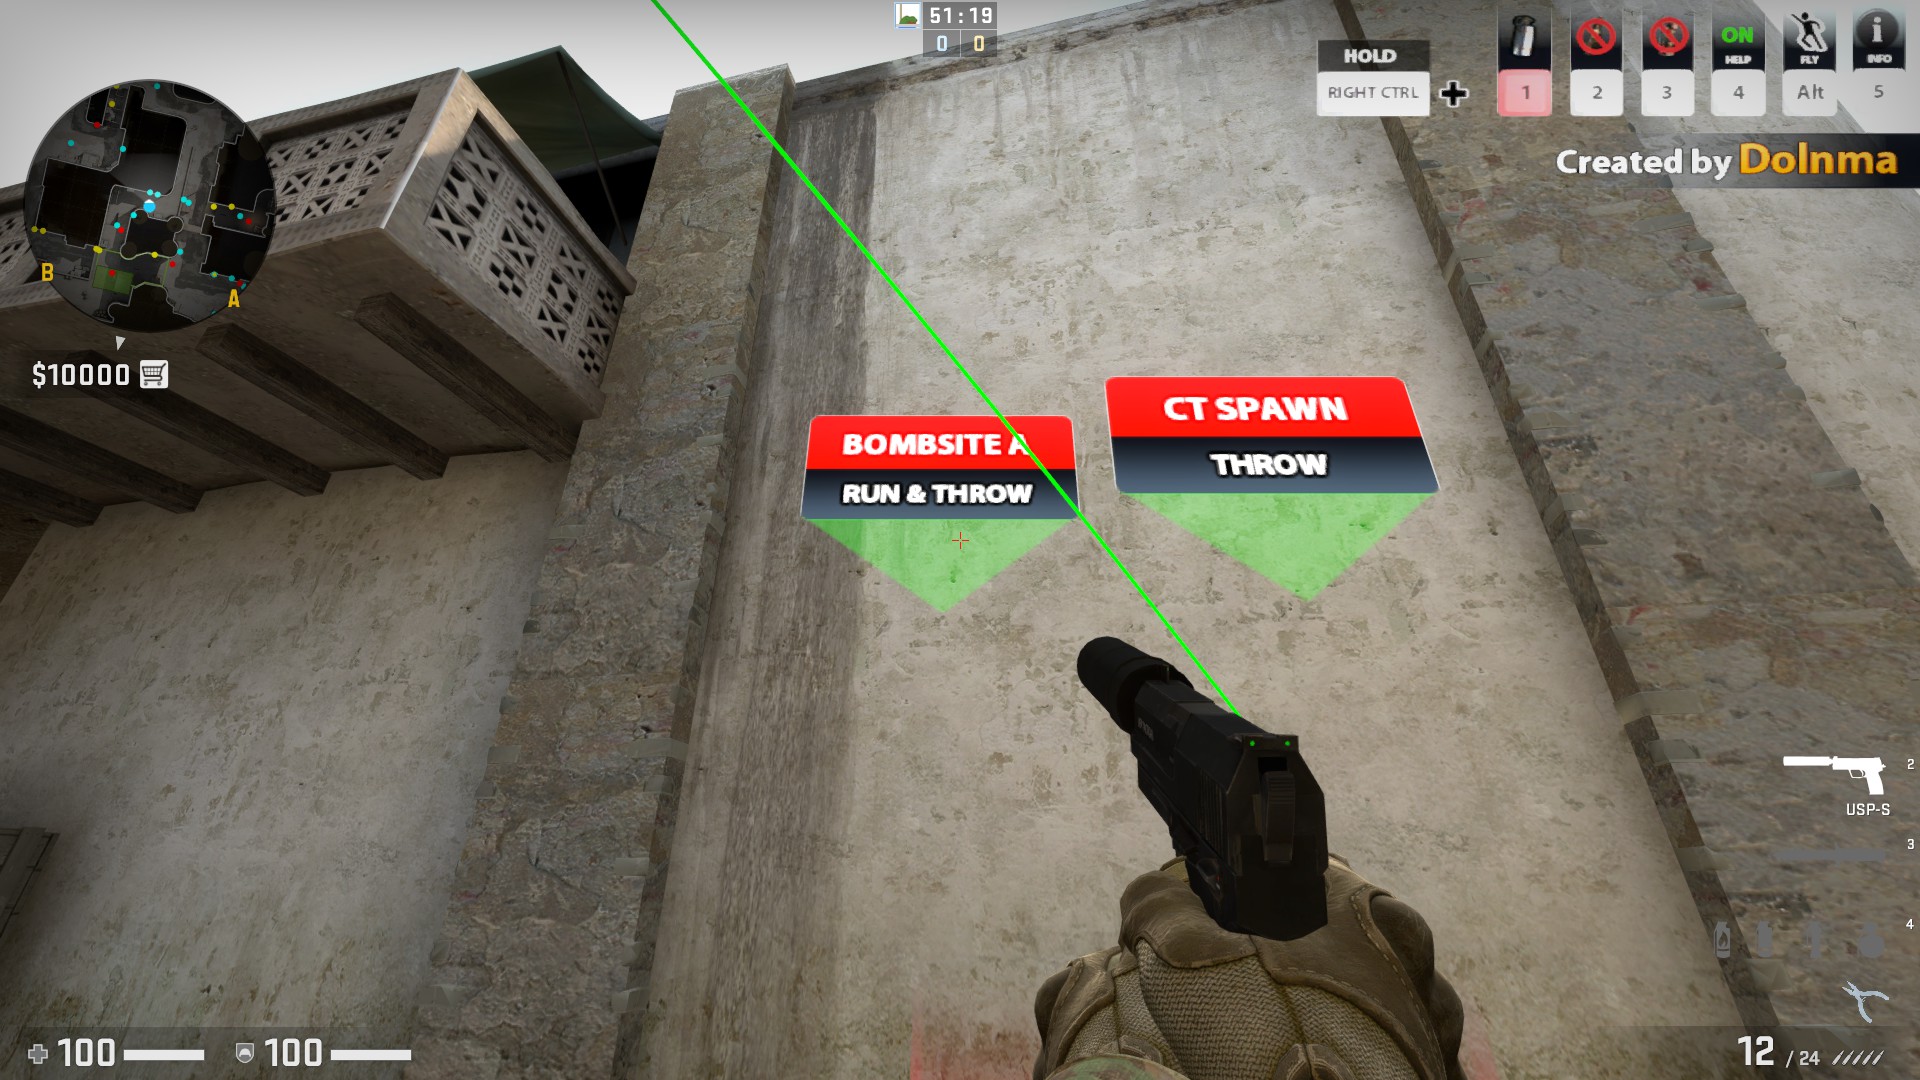 51:19
0 0
HOLD
RIGHT CTRL
1
2
3
ON
HELP
4
FLY
Alt
INFO
5
Created by Dolnma
B
A
$10000
CT SPAWN
THROW
BOMBSITE A
RUN & THROW
2
USP-S
3
4
100
100
12 / 24